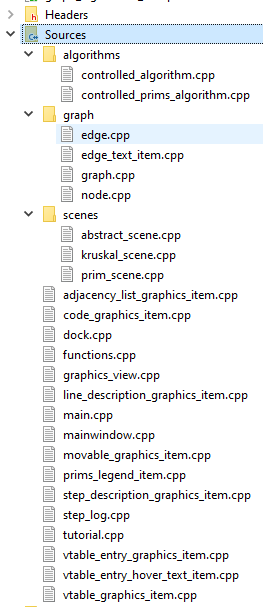 Headers
Sources
algorithms
controlled_algorithm.cpp
controlled_prims_algorithm.cpp
graph
edge.cpp
edge_text_item.cpp
graph.cpp
node.cpp
scenes
abstract_scene.cpp
kruskal_scene.cpp
prim_scene.cpp
adjacency_list_graphics_item.cpp
code_graphics_item.cpp
dock.cpp
functions.cpp
graphics_view.cpp
line_description_graphics_item.cpp
main.cpp
mainwindow.cpp
movable_graphics_item.cpp
prims_legend_item.cpp
step_description_graphics_item.cpp
step_log.cpp
tutorial.cpp
vtable_entry_graphics_item.cpp
vtable_entry_hover_text_item.cpp
vtable_graphics_item.cpp